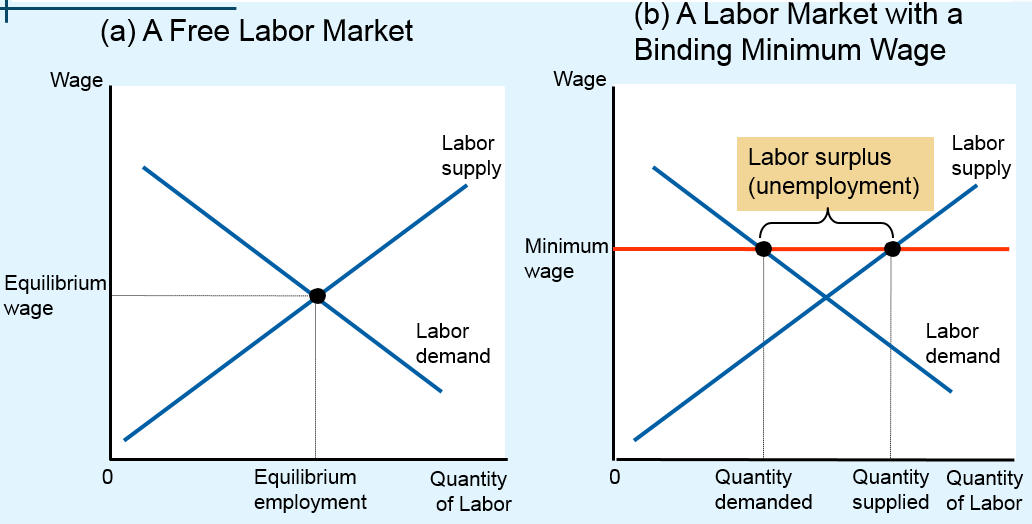 (a) A Free Labor Market
Wage
Labor
supply
Equilibrium
wage
Labor
demand
0
Equilibrium
employment
Quantity
of Labor
(b) A Labor Market with a
Binding Minimum Wage
Wage
Labor surplus
(unemployment)
Labor
supply
Minimum
wage
Labor
demand
0
Quantity
demanded
Quantity
supplied
Quantity
of Labor